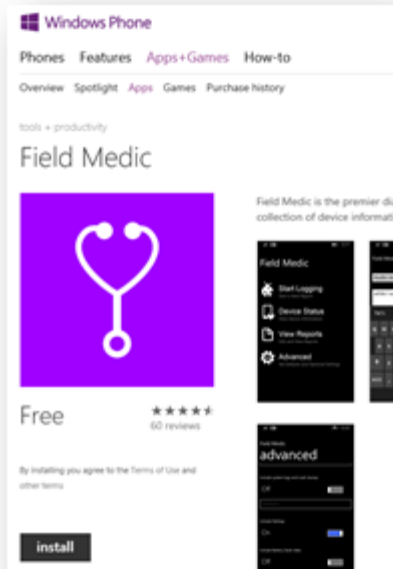 Windows Phone
Phones Features Apps+Games How-to
Overview Spotlight Apps Games Purchase history
tools + productivity
Field Medic
Field Medic is the premier
collection of device
Field Medic
Start Logging
Device Status
View Reports
Advanced
Free
60 reviews
By installing you agree to the Terms of Use and
other terms
Field Medic
advanced
Off
On
Off
install